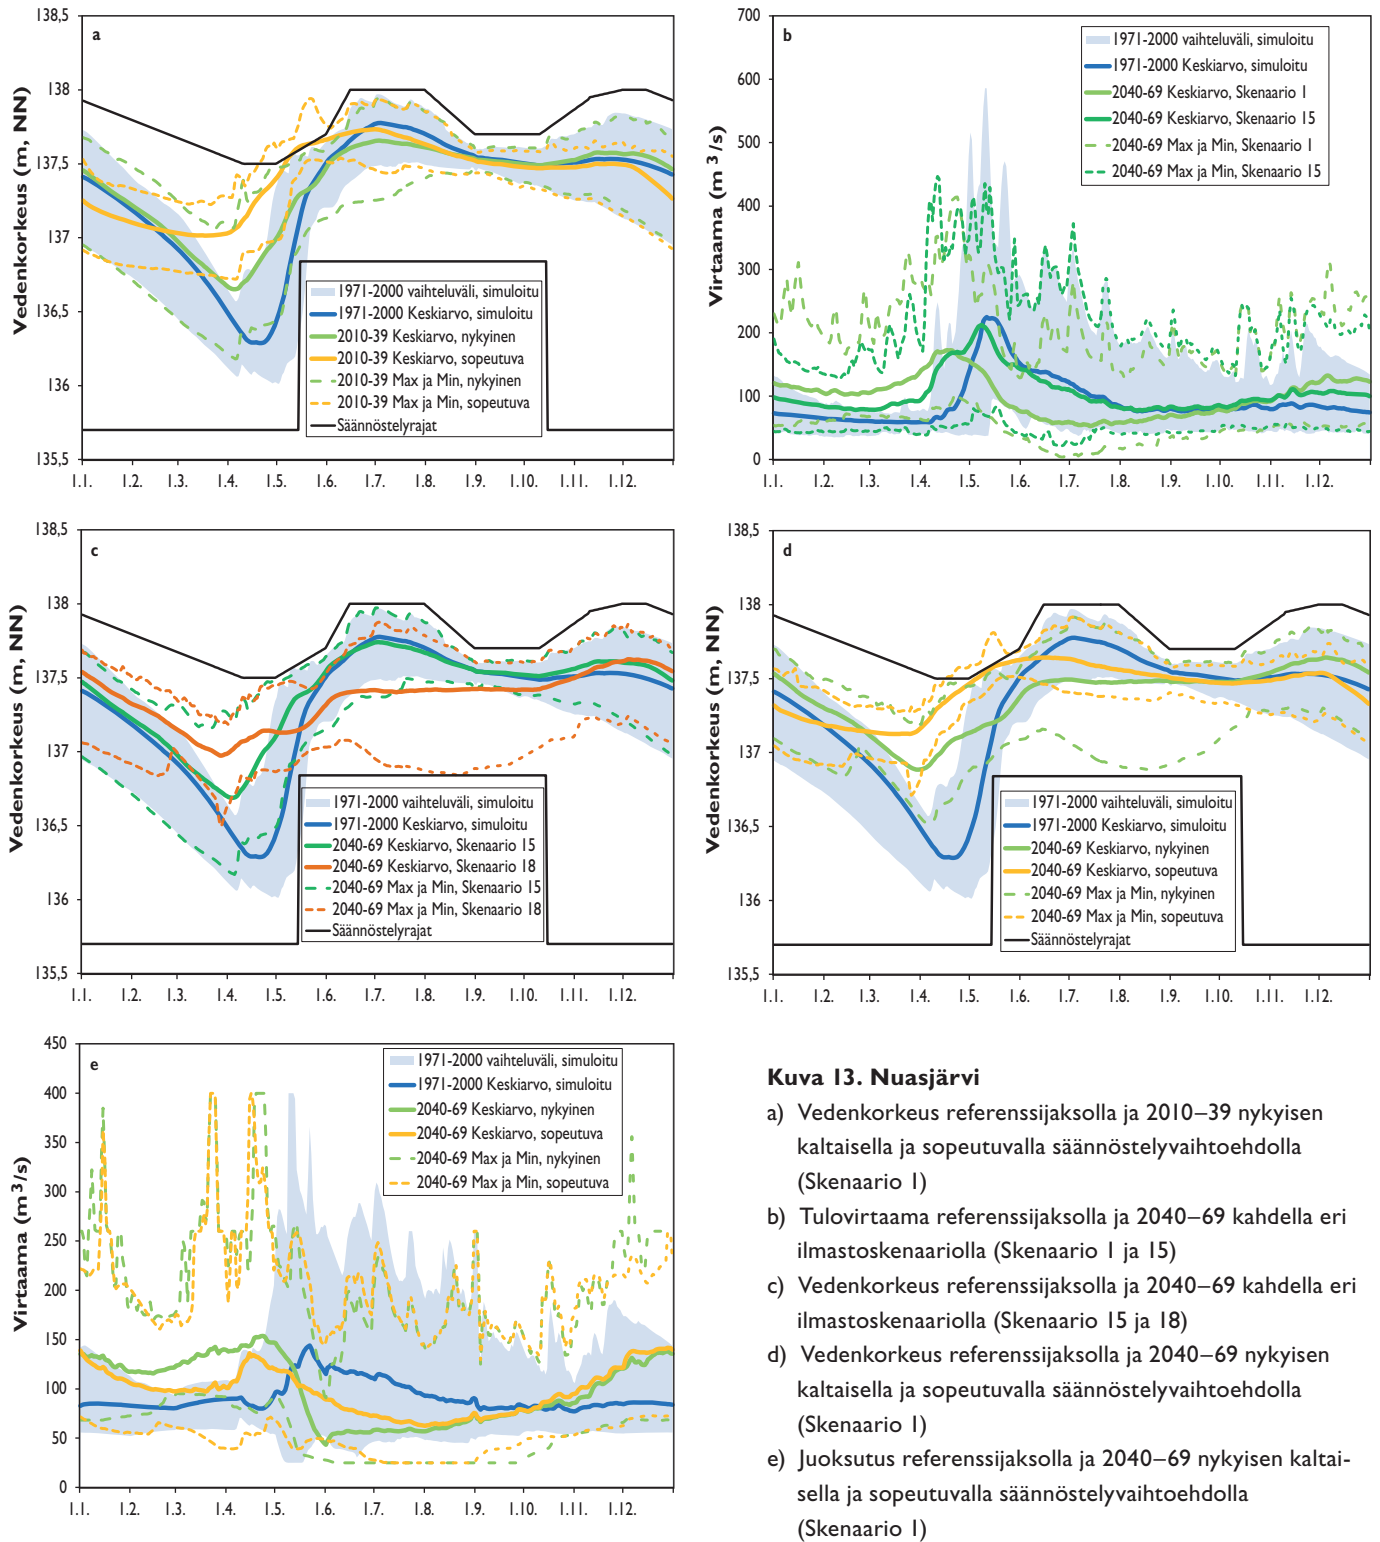 a
Vedenkorkeus (m, NN)
138,5
138
137,5
137
136,5
136
135,5
1.1. 1.2. 1.3. 1.4. 1.5. 1.6. 1.7. 1.8. 1.9. 1.10. 1.11. 1.12.
1971-2000 vaihteluväli, simuloitu
1971-2000 Keskiarvo, simuloitu
2010-39 Keskiarvo, nykyinen
2010-39 Keskiarvo, sopeutuva
2010-39 Max ja Min, nykyinen
2010-39 Max ja Min, sopeutuva
Säännöstelyrajat
b
Virtaama (m³/s)
700
600
500
400
300
200
100
0
1.1. 1.2. 1.3. 1.4. 1.5. 1.6. 1.7. 1.8. 1.9. 1.10. 1.11. 1.12.
1971-2000 vaihteluväli, simuloitu
1971-2000 Keskiarvo, simuloitu
2040-69 Keskiarvo, Skenaario 1
2040-69 Keskiarvo, Skenaario 15
2040-69 Max ja Min, Skenaario 1
2040-69 Max ja Min, Skenaario 15
c
Vedenkorkeus (m, NN)
138,5
138
137,5
137
136,5
136
135,5
1.1. 1.2. 1.3. 1.4. 1.5. 1.6. 1.7. 1.8. 1.9. 1.10. 1.11. 1.12.
1971-2000 vaihteluväli, simuloitu
1971-2000 Keskiarvo, simuloitu
2040-69 Keskiarvo, Skenaario 15
2040-69 Keskiarvo, Skenaario 18
2040-69 Max ja Min, Skenaario 15
2040-69 Max ja Min, Skenaario 18
Säännöstelyrajat
d
Vedenkorkeus (m, NN)
138,5
138
137,5
137
136,5
136
135,5
1.1. 1.2. 1.3. 1.4. 1.5. 1.6. 1.7. 1.8. 1.9. 1.10. 1.11. 1.12.
1971-2000 vaihteluväli, simuloitu
1971-2000 Keskiarvo, simuloitu
2040-69 Keskiarvo, nykyinen
2040-69 Keskiarvo, sopeutuva
2040-69 Max ja Min, nykyinen
2040-69 Max ja Min, sopeutuva
Säännöstelyrajat
e
Virtaama (m³/s)
450
400
350
300
250
200
150
100
50
0
1.1. 1.2. 1.3. 1.4. 1.5. 1.6. 1.7. 1.8. 1.9. 1.10. 1.11. 1.12.
1971-2000 vaihteluväli, simuloitu
1971-2000 Keskiarvo, simuloitu
2040-69 Keskiarvo, nykyinen
2040-69 Keskiarvo, sopeutuva
2040-69 Max ja Min, nykyinen
2040-69 Max ja Min, sopeutuva
Kuva 13. Nuasjärvi
a) Vedenkorkeus referenssijaksolla ja 2010–39 nykyisen
kaltaisella ja sopeutuvalla säännöstelyvaihtoehdolla
(Skenaario 1)
b) Tulovirtaama referenssijaksolla ja 2040–69 kahdella eri
ilmastoskenaariolla (Skenaario 1 ja 15)
c) Vedenkorkeus referenssijaksolla ja 2040–69 kahdella eri
ilmastoskenaariolla (Skenaario 15 ja 18)
d) Vedenkorkeus referenssijaksolla ja 2040–69 nykyisen
kaltaisella ja sopeutuvalla säännöstelyvaihtoehdolla
(Skenaario 1)
e) Juoksutus referenssijaksolla ja 2040–69 nykyisen kaltai-
sella ja sopeutuvalla säännöstelyvaihtoehdolla
(Skenaario 1)